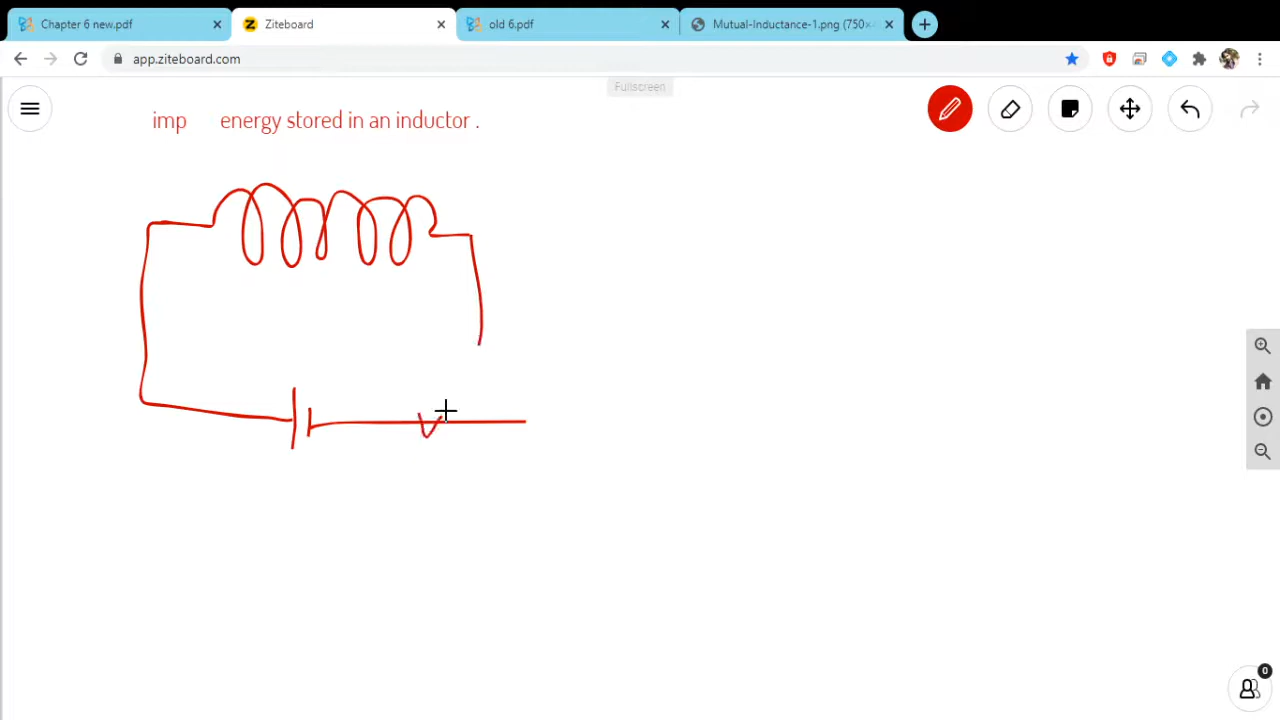 Chapter 6 new.pdf
Ziteboard
old 6.pdf
Mutual-Inductance-1.png (750×4
app.ziteboard.com
Fullscreen
imp energy stored in an inductor .
0